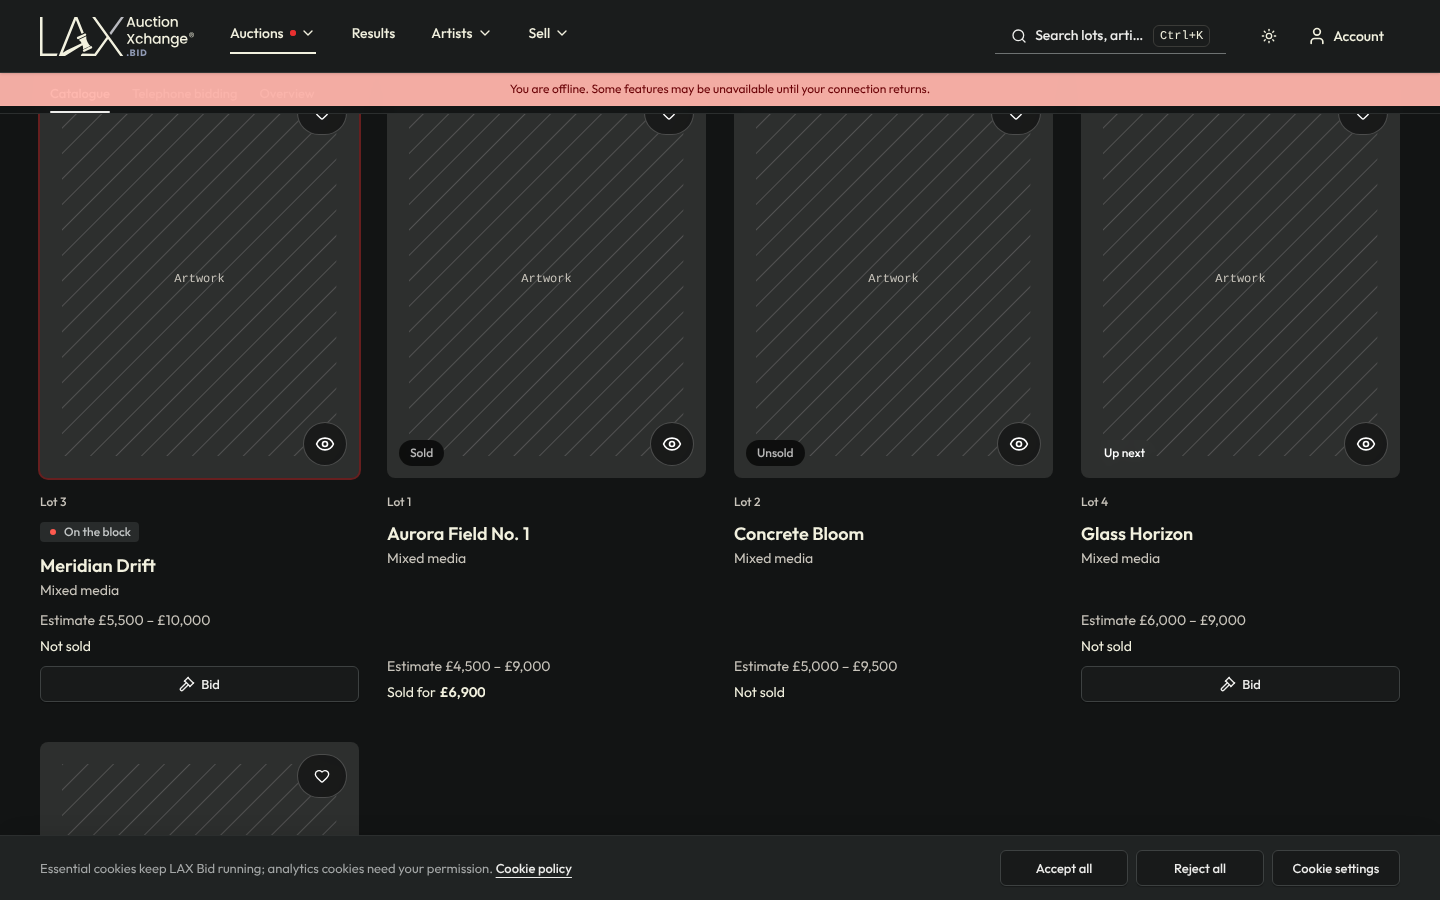 LAX Auction Xchange® .BID
Auctions
Results
Artists
Sell
Search lots, arti...
Ctrl+K
Account
Catalogue
Telephone bidding
Overview
You are offline. Some features may be unavailable until your connection returns.
Artwork
Artwork
Artwork
Artwork
Sold
Unsold
Up next
Lot 3
On the block
Meridian Drift
Mixed media
Estimate £5,500 – £10,000
Not sold
Bid
Lot 1
Aurora Field No. 1
Mixed media
Estimate £4,500 – £9,000
Sold for £6,900
Lot 2
Concrete Bloom
Mixed media
Estimate £5,000 – £9,500
Not sold
Lot 4
Glass Horizon
Mixed media
Estimate £6,000 – £9,000
Not sold
Bid
Essential cookies keep LAX Bid running; analytics cookies need your permission. Cookie policy
Accept all
Reject all
Cookie settings